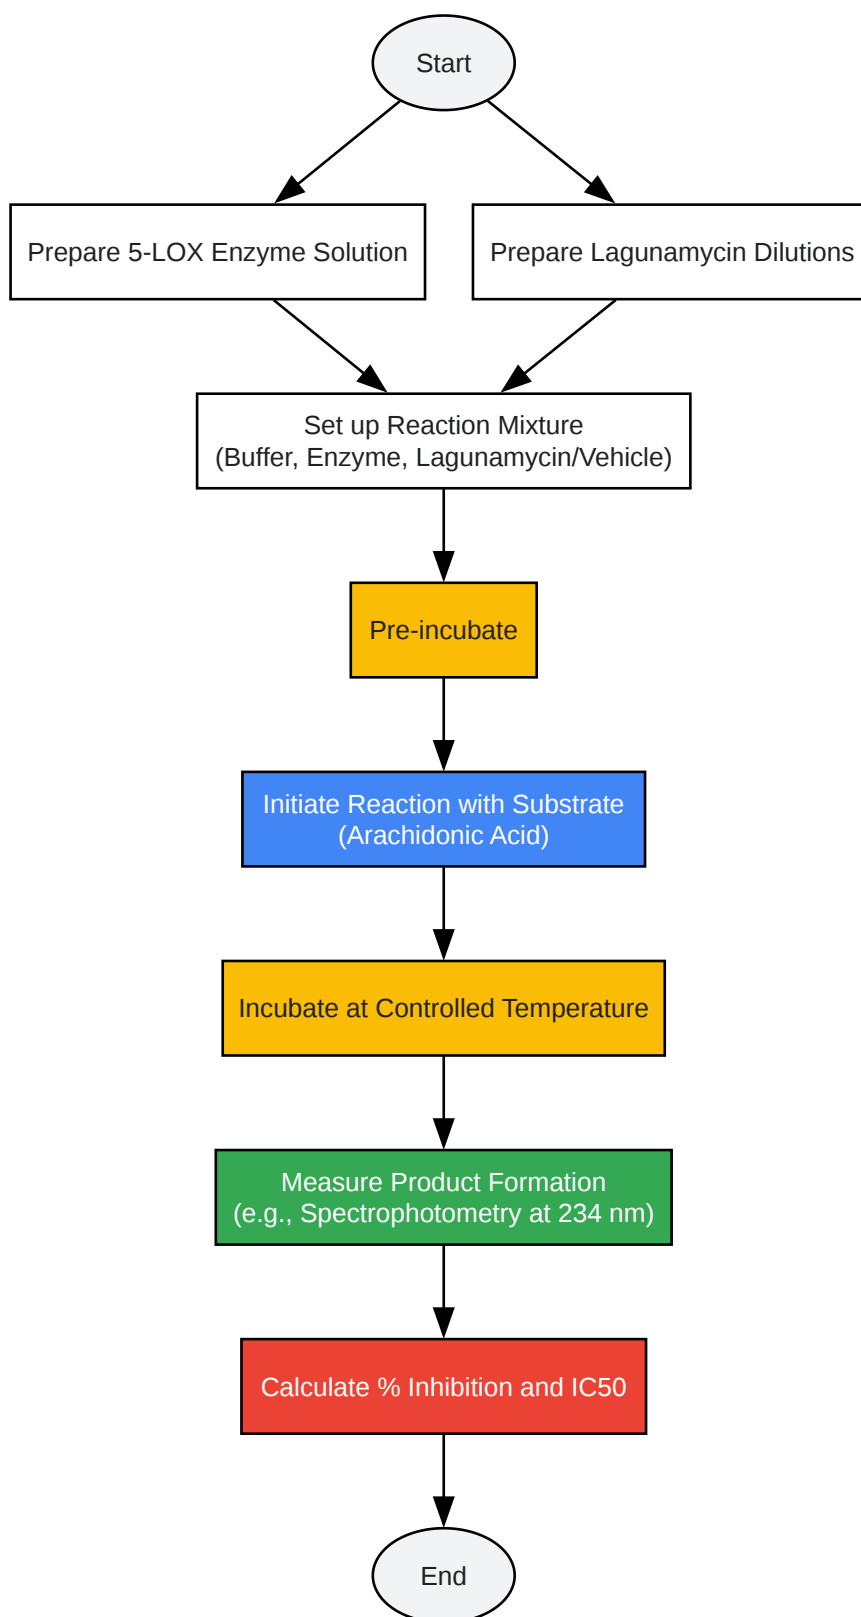 Start
Prepare 5-LOX Enzyme Solution
Prepare Lagunamycin Dilutions
Set up Reaction Mixture
(Buffer, Enzyme, Lagunamycin/Vehicle)
Pre-incubate
Initiate Reaction with Substrate
(Arachidonic Acid)
Incubate at Controlled Temperature
Measure Product Formation
(e.g., Spectrophotometry at 234 nm)
Calculate % Inhibition and IC50
End